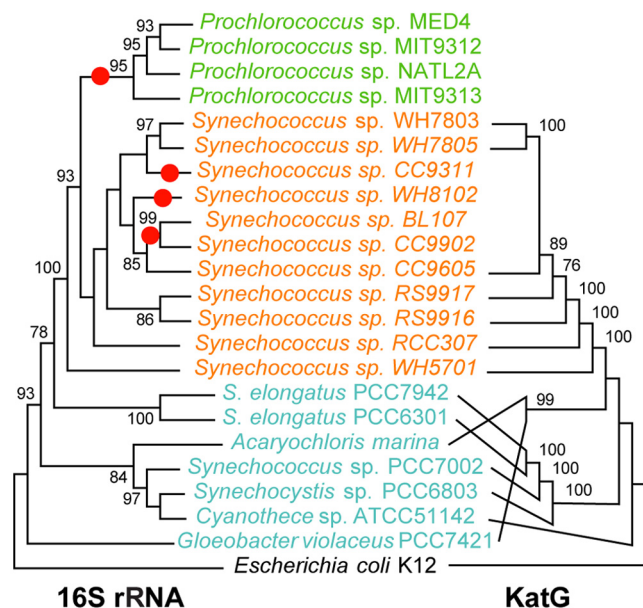 93 Prochlorococcus sp. MED4
95 Prochlorococcus sp. MIT9312
95 Prochlorococcus sp. NATL2A
Prochlorococcus sp. MIT9313
97 Synechococcus sp. WH7803 100
Synechococcus sp. WH7805
Synechococcus sp. CC9311
93 Synechococcus sp. WH8102
99 Synechococcus sp. BL107
Synechococcus sp. CC9902 89
100 85 Synechococcus sp. CC9605 76
Synechococcus sp. RS9917 100
86 Synechococcus sp. RS9916 100
78 Synechococcus sp. RCC307 100
Synechococcus sp. WH5701
93 S. elongatus PCC7942 99
100 S. elongatus PCC6301
Acaryochloris marina 100
84 Synechococcus sp. PCC7002 100
97 Synechocystis sp. PCC6803 100
Cyanothece sp. ATCC51142
Gloeobacter violaceus PCC7421
Escherichia coli K12
16S rRNA KatG